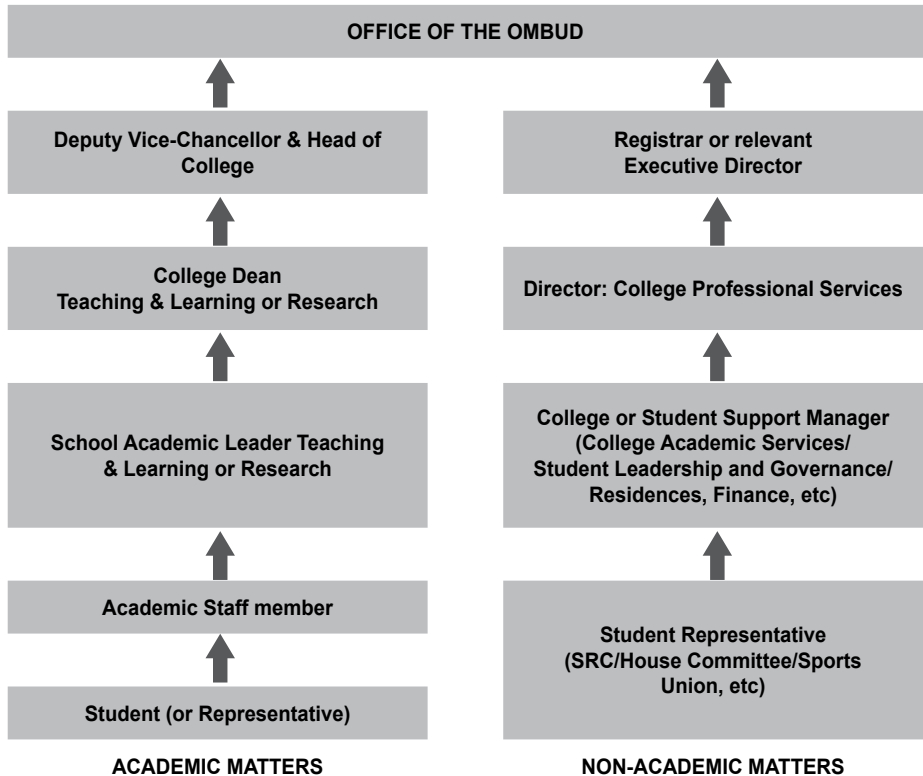 OFFICE OF THE OMBUD
Deputy Vice-Chancellor & Head of
College
College Dean
Teaching & Learning or Research
School Academic Leader Teaching
& Learning or Research
Academic Staff member
Student (or Representative)
ACADEMIC MATTERS
Registrar or relevant
Executive Director
Director: College Professional Services
College or Student Support Manager
(College Academic Services/
Student Leadership and Governance/
Residences, Finance, etc)
Student Representative
(SRC/House Committee/Sports
Union, etc)
NON-ACADEMIC MATTERS